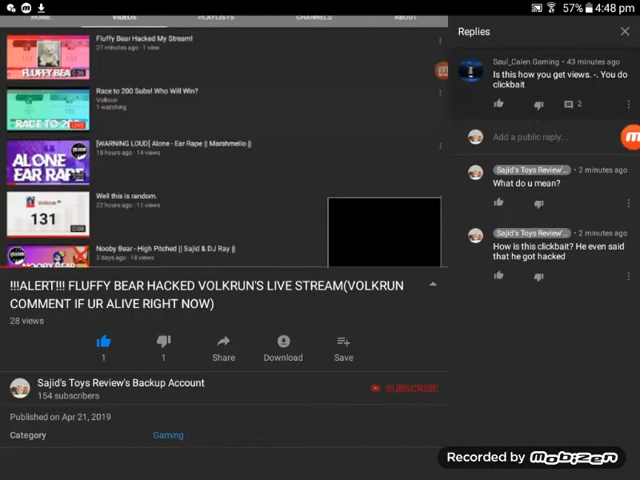 57% 4:48 pm
HOME VIDEOS PLAYLISTS CHANNELS ABOUT
Fluffy Bear Hacked My Stream!
27 minutes ago · 1 view
FLUFFY BEA
0:36
Race to 200 Subs! Who Will Win?
Volkrun
1 watching
RACE TO 20
LIVE
[WARNING LOUD] Alone - Ear Rape || Marshmello ||
18 hours ago · 14 views
ALONE
EAR RAP
Well this is random.
22 hours ago · 11 views
131
0:08
Nooby Bear - High Pitched || Sajid & DJ Ray ||
2 days ago · 18 views
!!!ALERT!!! FLUFFY BEAR HACKED VOLKRUN'S LIVE STREAM(VOLKRUN
COMMENT IF UR ALIVE RIGHT NOW)
28 views
1 1 Share Download Save
Sajid's Toys Review's Backup Account
154 subscribers
SUBSCRIBE
Published on Apr 21, 2019
Category Gaming
Replies
Saul_Calen Gaming • 43 minutes ago
Is this how you get views. -. You do
clickbait
2
Add a public reply...
Sajid's Toys Review'... • 2 minutes ago
What do u mean?
Sajid's Toys Review'... • 2 minutes ago
How is this clickbait? He even said
that he got hacked
Recorded by Mobizen